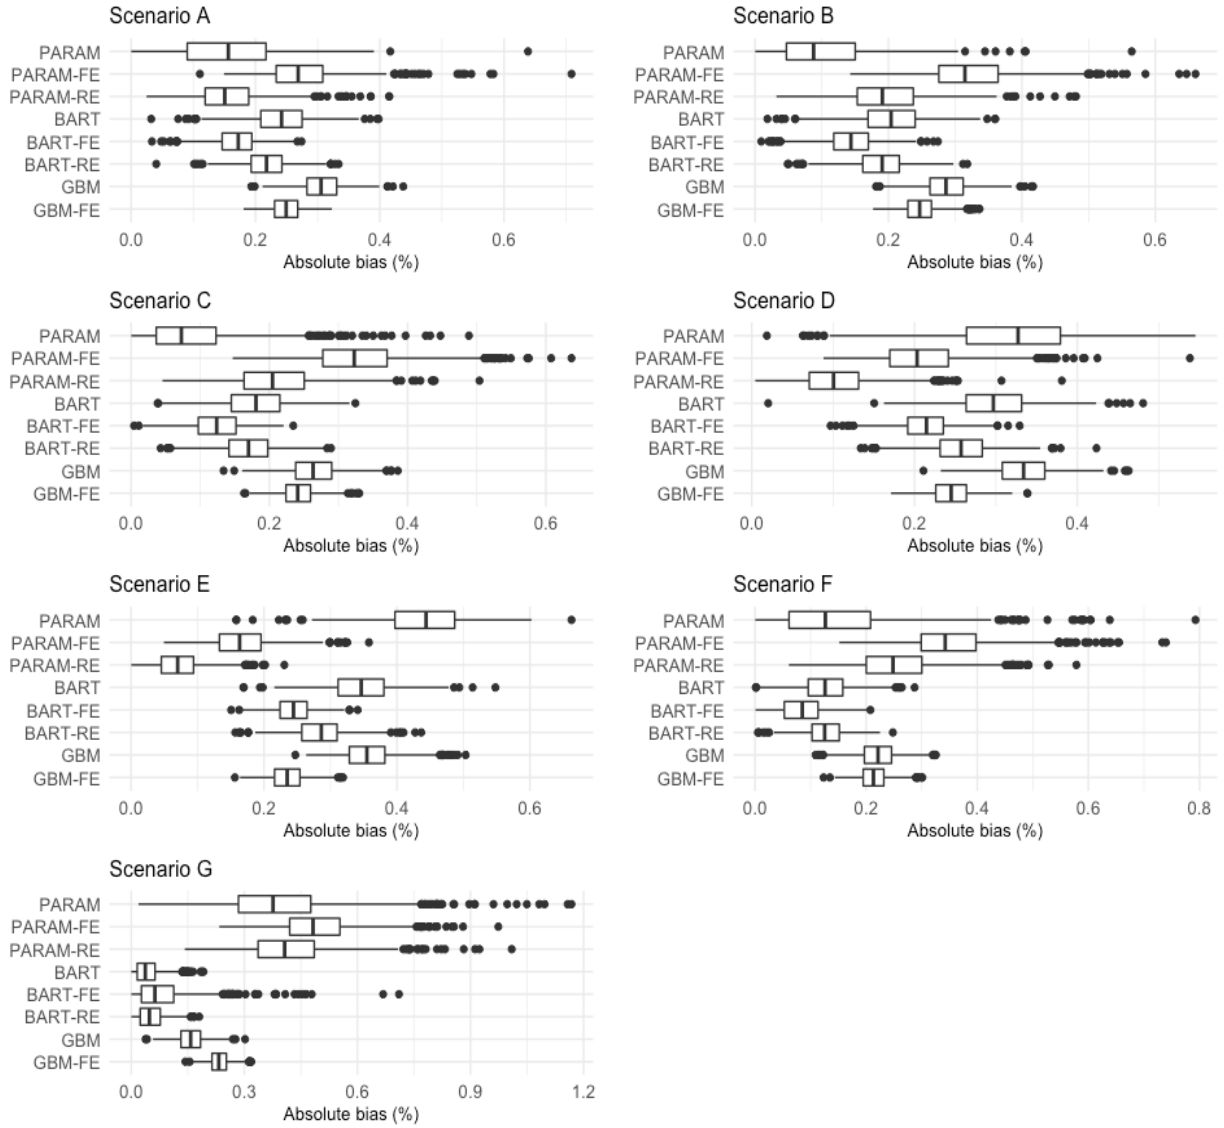 Scenario A
PARAM
PARAM-FE
PARAM-RE
BART
BART-FE
BART-RE
GBM
GBM-FE
0.0 0.2 0.4 0.6
Absolute bias (%)
Scenario B
PARAM
PARAM-FE
PARAM-RE
BART
BART-FE
BART-RE
GBM
GBM-FE
0.0 0.2 0.4 0.6
Absolute bias (%)
Scenario C
PARAM
PARAM-FE
PARAM-RE
BART
BART-FE
BART-RE
GBM
GBM-FE
0.0 0.2 0.4 0.6
Absolute bias (%)
Scenario D
PARAM
PARAM-FE
PARAM-RE
BART
BART-FE
BART-RE
GBM
GBM-FE
0.0 0.2 0.4
Absolute bias (%)
Scenario E
PARAM
PARAM-FE
PARAM-RE
BART
BART-FE
BART-RE
GBM
GBM-FE
0.0 0.2 0.4 0.6
Absolute bias (%)
Scenario F
PARAM
PARAM-FE
PARAM-RE
BART
BART-FE
BART-RE
GBM
GBM-FE
0.0 0.2 0.4 0.6 0.8
Absolute bias (%)
Scenario G
PARAM
PARAM-FE
PARAM-RE
BART
BART-FE
BART-RE
GBM
GBM-FE
0.0 0.3 0.6 0.9 1.2
Absolute bias (%)